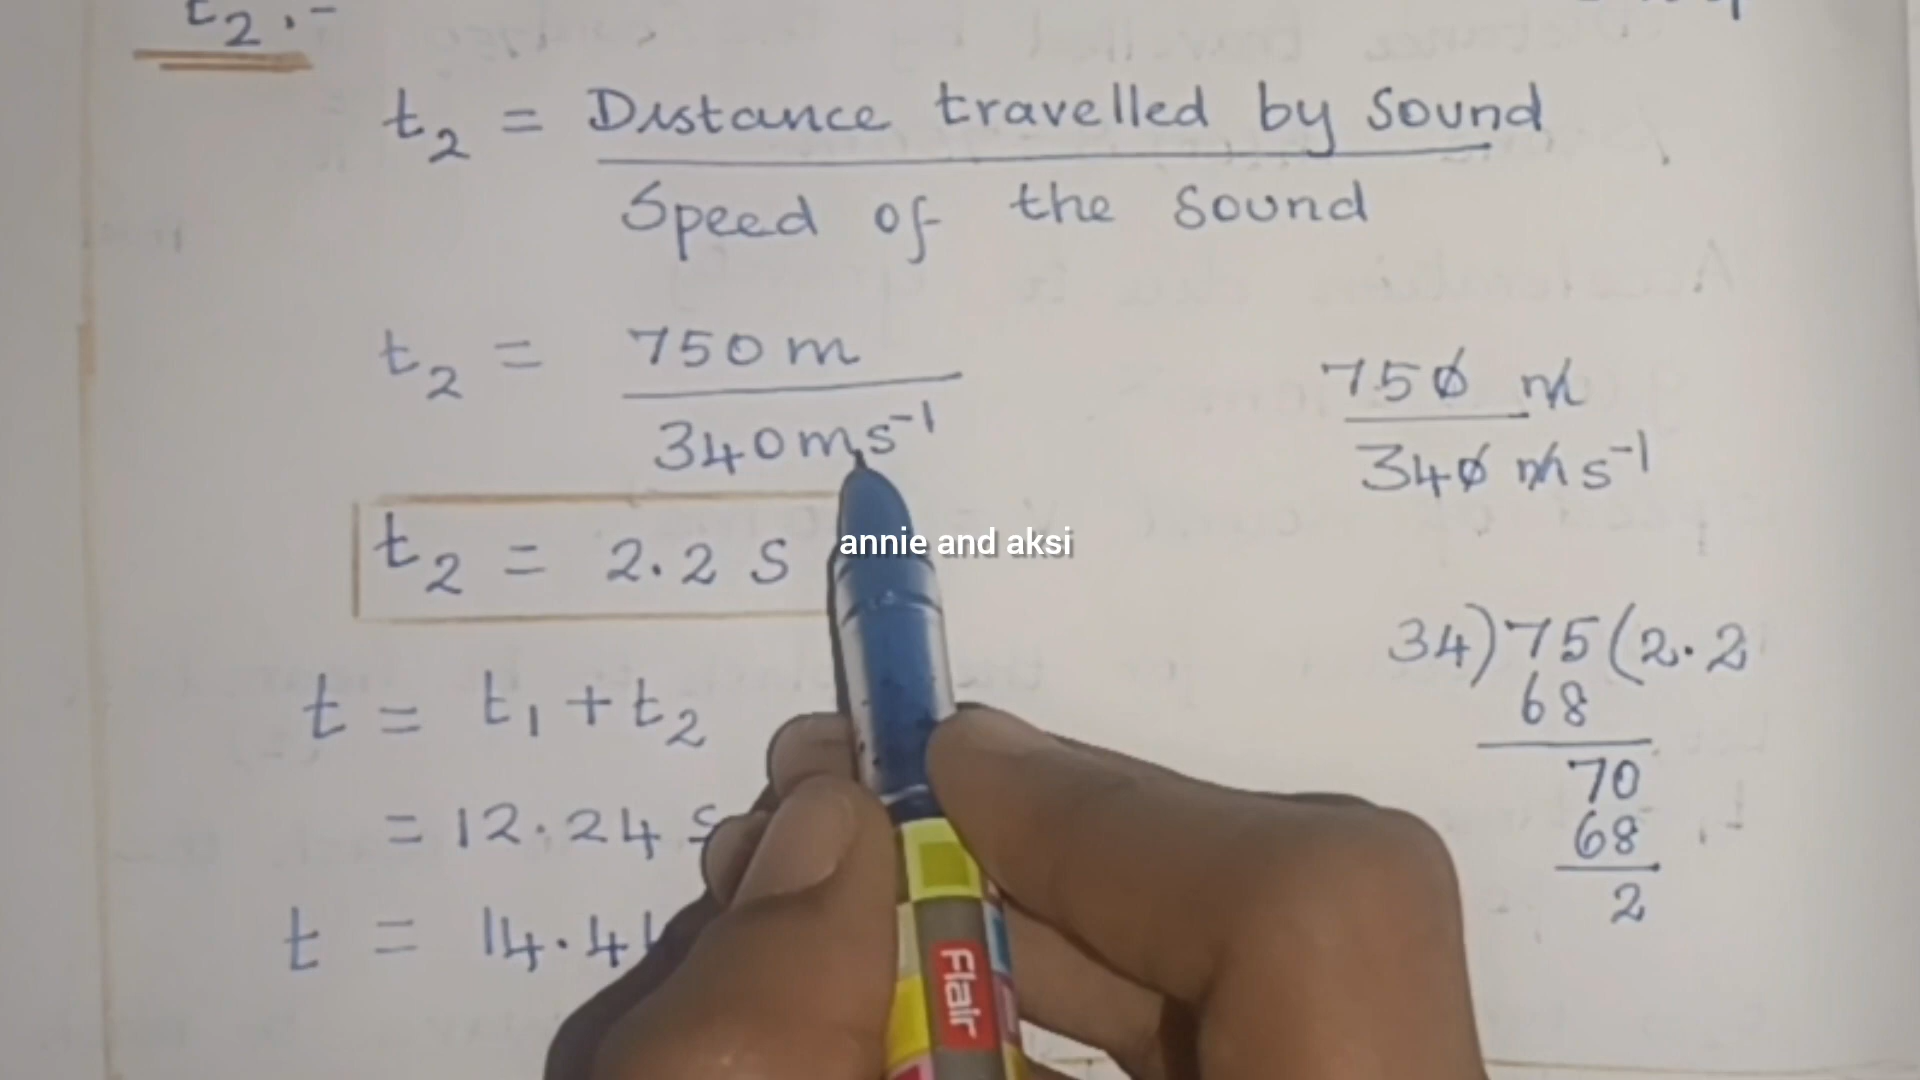 t₂ :-
t₂ = Distance travelled by Sound
Speed of the Sound
t₂ = 750 m
340 ms⁻¹
750 m
340 ms⁻¹
t₂ = 2.2 S
annie and aksi
34)75(2.2
68
70
68
2
t = t₁ + t₂
= 12.24 s
t = 14.4
Flair